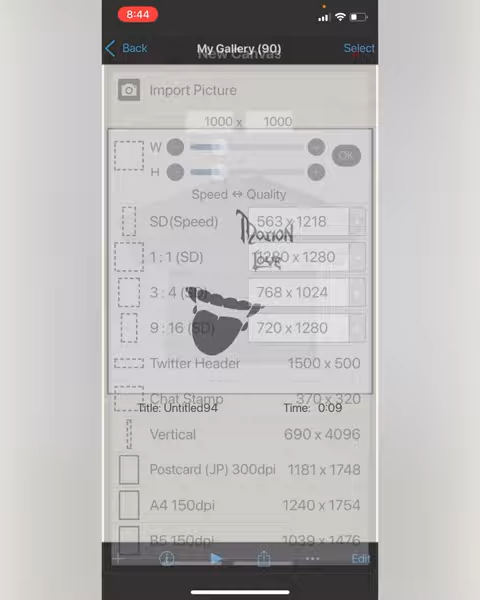 8:44
Back
My Gallery (90)
Select
New Canvas
Import Picture
1000 x 1000
W
OK
H
Speed ⇔ Quality
SD(Speed) 563 x 1218
Motion
Love
1 : 1 (SD) 1280 x 1280
3 : 4 (SD) 768 x 1024
9 : 16 (SD) 720 x 1280
Twitter Header 1500 x 500
Chat Stamp 370 x 320
Title: Untitled94 Time: 0:09
Vertical 690 x 4096
Postcard (JP) 300dpi 1181 x 1748
A4 150dpi 1240 x 1754
B5 150dpi 1039 x 1476
Edit